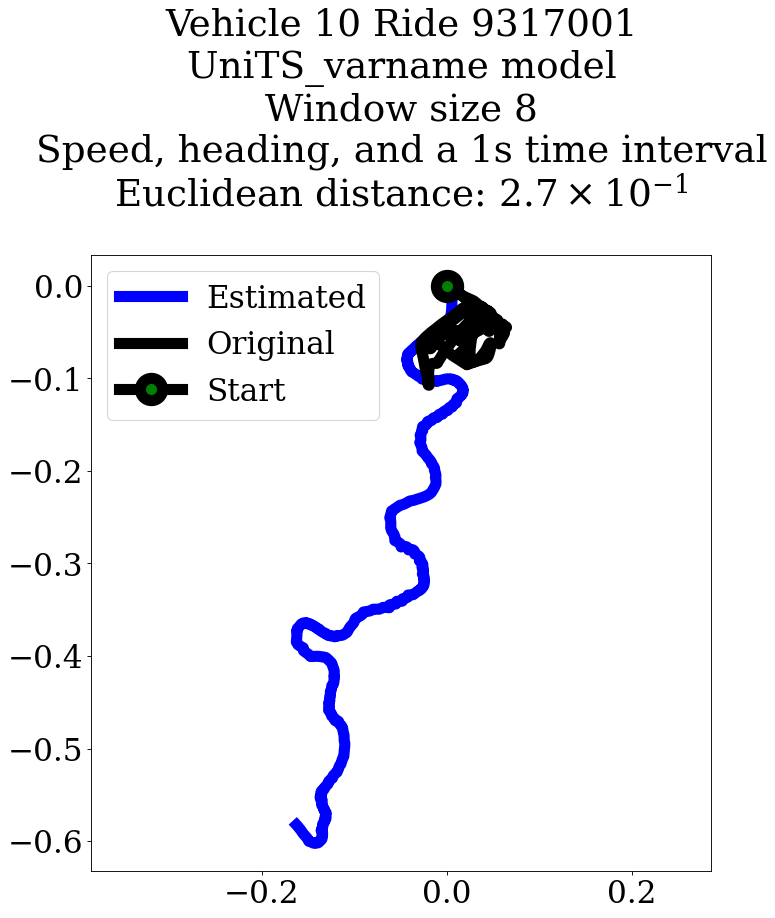 Vehicle 10 Ride 9317001
UniTS_varname model
Window size 8
Speed, heading, and a 1s time interval
Euclidean distance: 2.7 × 10⁻¹
Estimated
Original
Start
0.0
−0.1
−0.2
−0.3
−0.4
−0.5
−0.6
−0.2 0.0 0.2